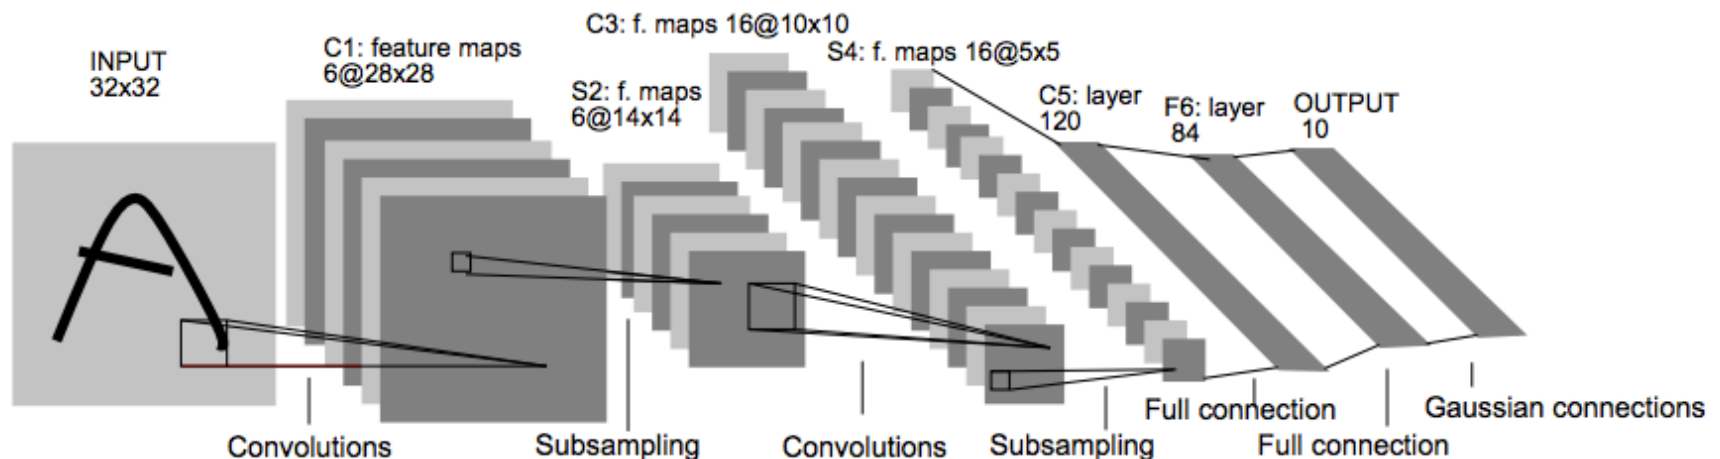 INPUT
32x32
C1: feature maps
6@28x28
S2: f. maps
6@14x14
C3: f. maps 16@10x10
S4: f. maps 16@5x5
C5: layer
120
F6: layer
84
OUTPUT
10
Convolutions
Subsampling
Convolutions
Subsampling
Full connection
Full connection
Gaussian connections